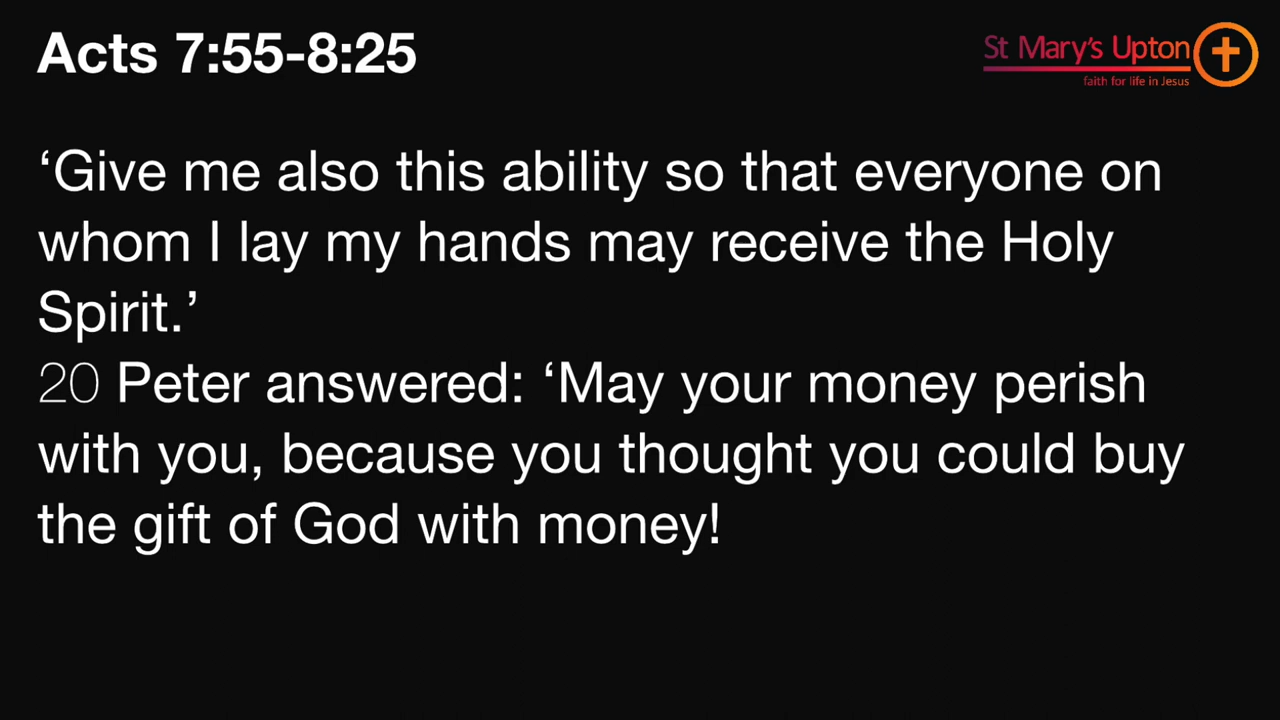 Acts 7:55-8:25
St Mary's Upton
faith for life in Jesus
‘Give me also this ability so that everyone on
whom I lay my hands may receive the Holy
Spirit.’
20 Peter answered: ‘May your money perish
with you, because you thought you could buy
the gift of God with money!